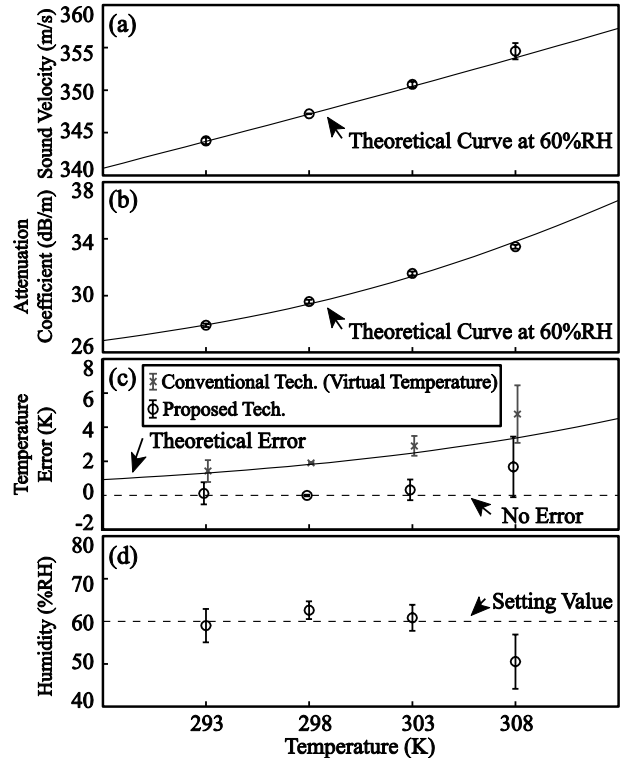 360
(a)
355
350
345
340
Sound Velocity (m/s)
Theoretical Curve at 60%RH
38
(b)
34
30
26
Attenuation
Coefficient (dB/m)
Theoretical Curve at 60%RH
8
(c)
6
4
2
0
-2
Temperature
Error (K)
Conventional Tech. (Virtual Temperature)
Proposed Tech.
Theoretical Error
No Error
80
(d)
70
60
50
40
Humidity (%RH)
Setting Value
293 298 303 308
Temperature (K)